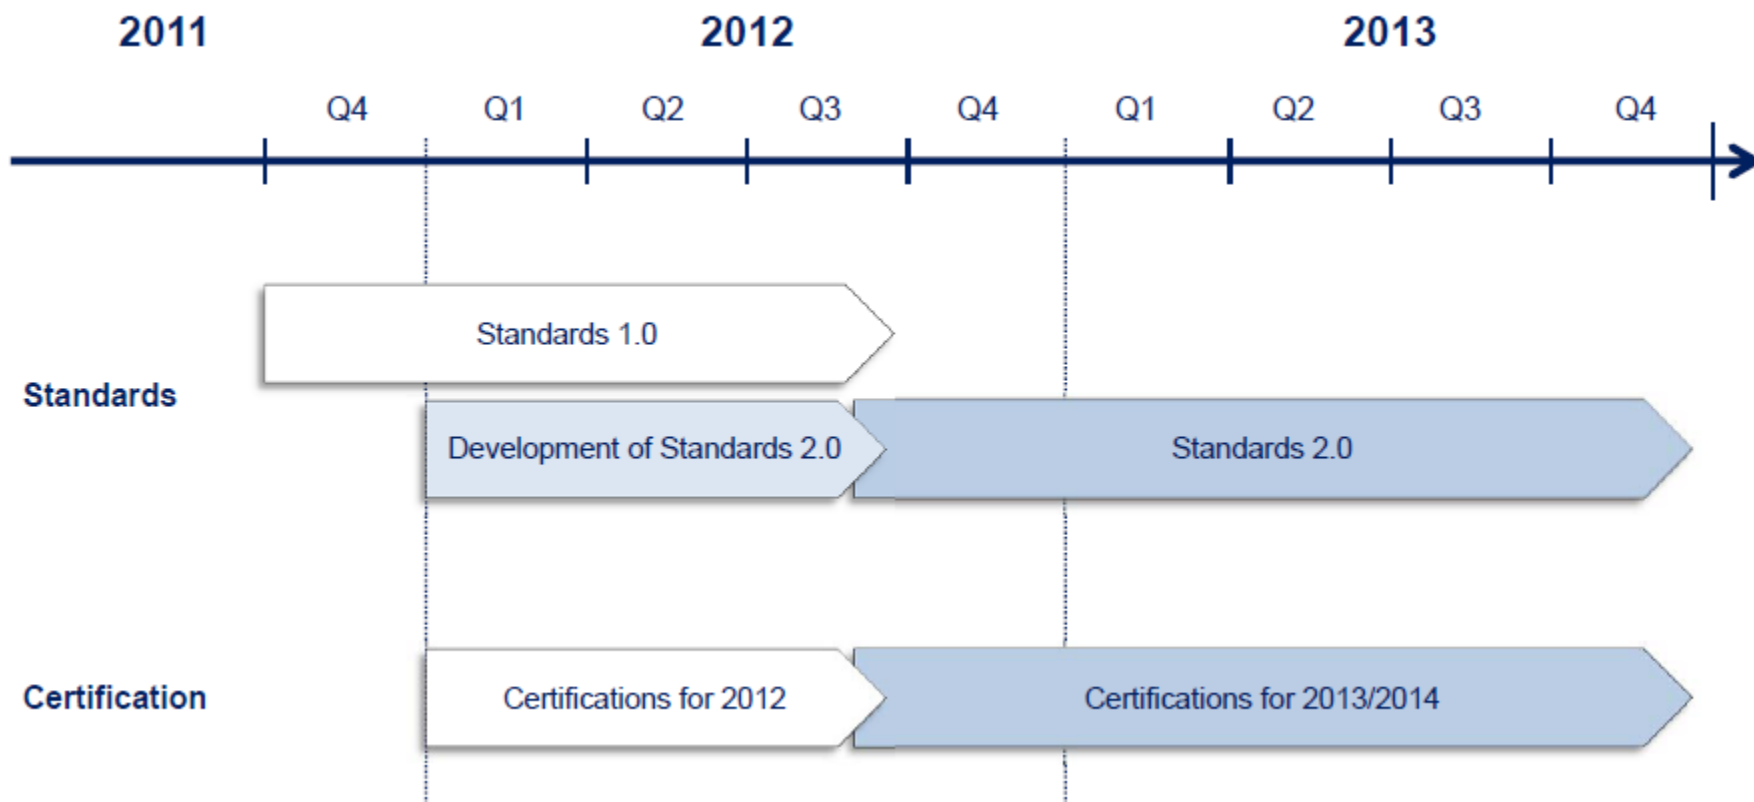 2011 2012 2013
Q4 Q1 Q2 Q3 Q4 Q1 Q2 Q3 Q4
Standards 1.0
Standards
Development of Standards 2.0 Standards 2.0
Certification Certifications for 2012 Certifications for 2013/2014